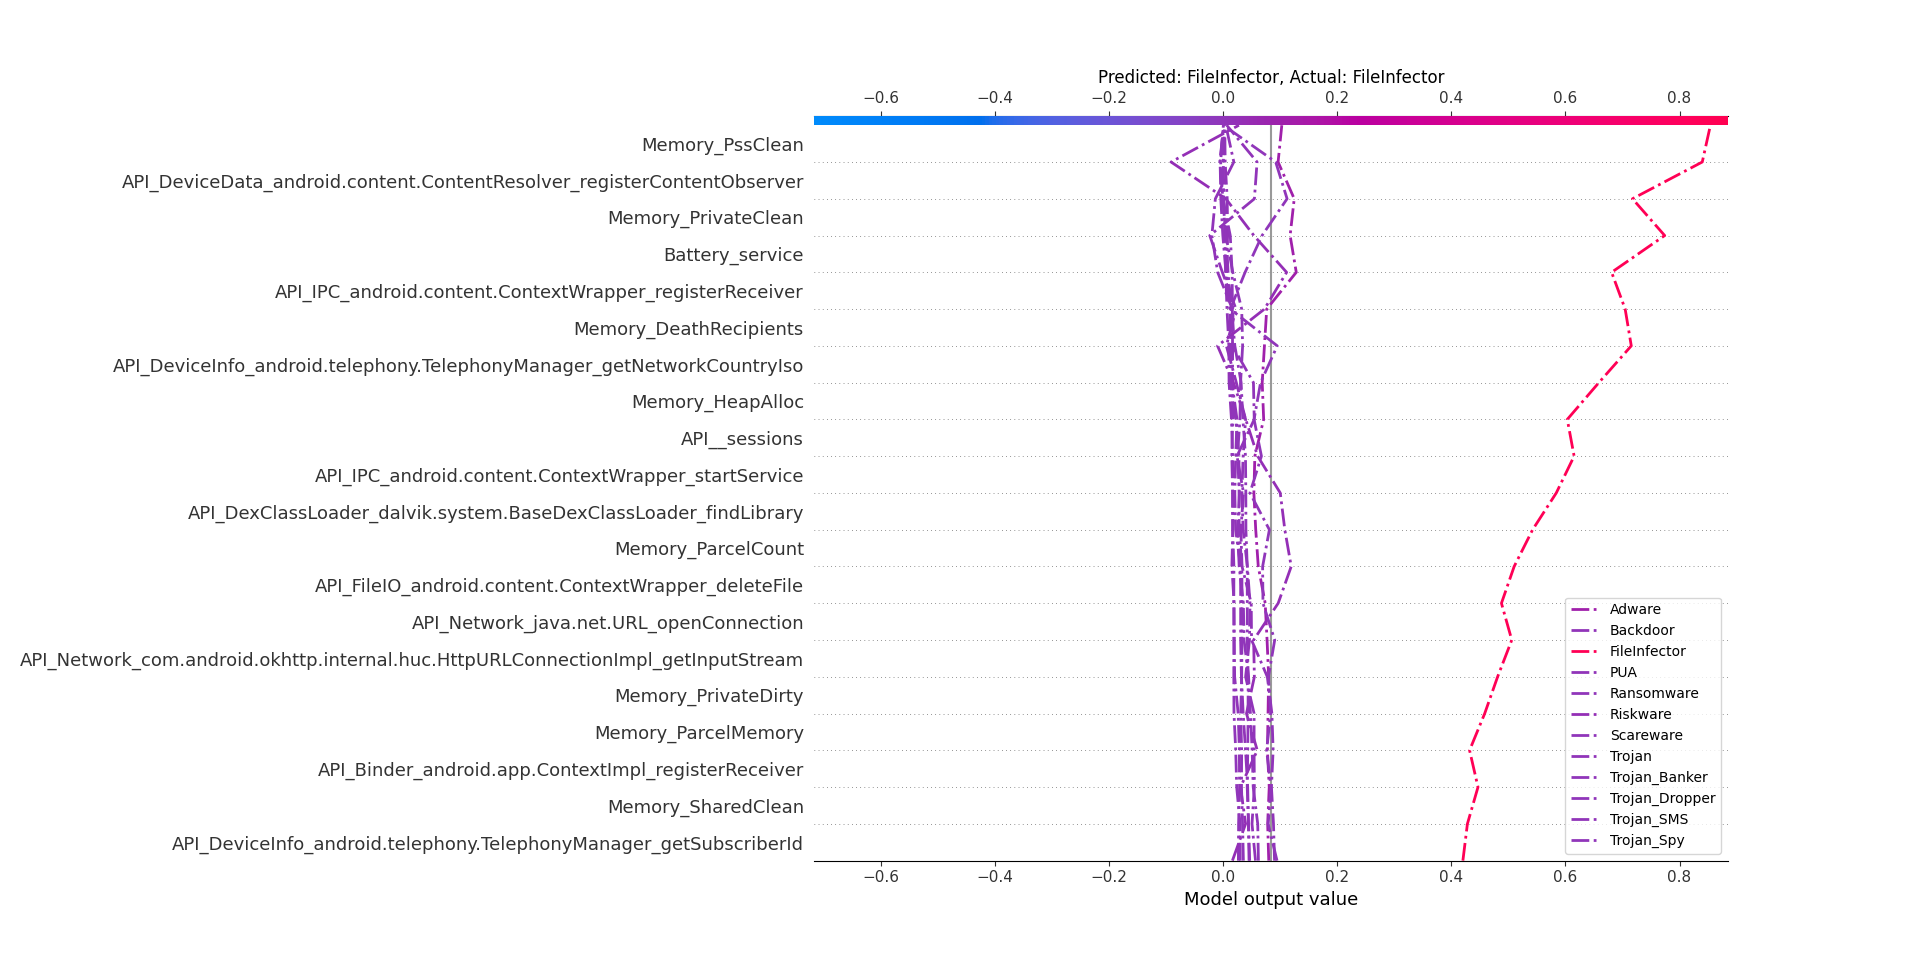 Predicted: FileInfector, Actual: FileInfector
−0.6 −0.4 −0.2 0.0 0.2 0.4 0.6 0.8
Memory_PssClean
API_DeviceData_android.content.ContentResolver_registerContentObserver
Memory_PrivateClean
Battery_service
API_IPC_android.content.ContextWrapper_registerReceiver
Memory_DeathRecipients
API_DeviceInfo_android.telephony.TelephonyManager_getNetworkCountryIso
Memory_HeapAlloc
API__sessions
API_IPC_android.content.ContextWrapper_startService
API_DexClassLoader_dalvik.system.BaseDexClassLoader_findLibrary
Memory_ParcelCount
API_FileIO_android.content.ContextWrapper_deleteFile
API_Network_java.net.URL_openConnection
API_Network_com.android.okhttp.internal.huc.HttpURLConnectionImpl_getInputStream
Memory_PrivateDirty
Memory_ParcelMemory
API_Binder_android.app.ContextImpl_registerReceiver
Memory_SharedClean
API_DeviceInfo_android.telephony.TelephonyManager_getSubscriberId
Adware
Backdoor
FileInfector
PUA
Ransomware
Riskware
Scareware
Trojan
Trojan_Banker
Trojan_Dropper
Trojan_SMS
Trojan_Spy
−0.6 −0.4 −0.2 0.0 0.2 0.4 0.6 0.8
Model output value